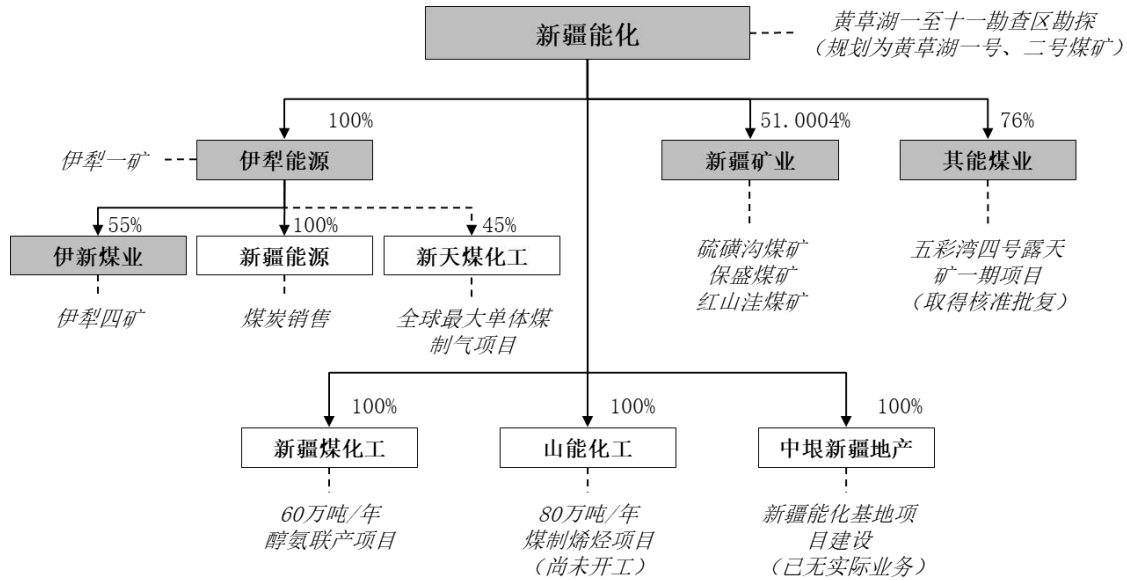 新疆能化
黄草湖一至十一勘查区勘探
（规划为黄草湖一号、二号煤矿）
100%
51.0004%
76%
伊犁一矿
伊犁能源
新疆矿业
其能煤业
55%
100%
45%
伊新煤业
新疆能源
新天煤化工
硫磺沟煤矿
保盛煤矿
红山洼煤矿
五彩湾四号露天
矿一期项目
（取得核准批复）
伊犁四矿
煤炭销售
全球最大单体煤
制气项目
100%
100%
100%
新疆煤化工
山能化工
中垠新疆地产
60万吨/年
醇氨联产项目
80万吨/年
煤制烯烃项目
（尚未开工）
新疆能化基地项
目建设
（已无实际业务）